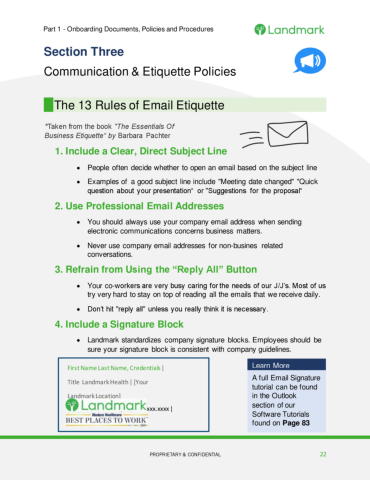 Part 1 - Onboarding Documents, Policies and Procedures
Landmark
Section Three
Communication & Etiquette Policies
The 13 Rules of Email Etiquette
*Taken from the book "The Essentials Of
Business Etiquette" by Barbara Pachter
1. Include a Clear, Direct Subject Line
• People often decide whether to open an email based on the subject line
• Examples of a good subject line include "Meeting date changed" "Quick
question about your presentation" or "Suggestions for the proposal"
2. Use Professional Email Addresses
• You should always use your company email address when sending
electronic communications concerns business matters.
• Never use company email addresses for non-busines related
conversations.
3. Refrain from Using the “Reply All” Button
• Your co-workers are very busy caring for the needs of our J/J's. Most of us
try very hard to stay on top of reading all the emails that we receive daily.
• Don't hit "reply all" unless you really think it is necessary.
4. Include a Signature Block
• Landmark standardizes company signature blocks. Employees should be
sure your signature block is consistent with company guidelines.
First Name Last Name, Credentials |
Title Landmark Health | [Your
Landmark Location]
Landmark xxx.xxxx |
Modern Healthcare
BEST PLACES TO WORK
Learn More
A full Email Signature
tutorial can be found
in the Outlook
section of our
Software Tutorials
found on Page 83
PROPRIETARY & CONFIDENTIAL
22